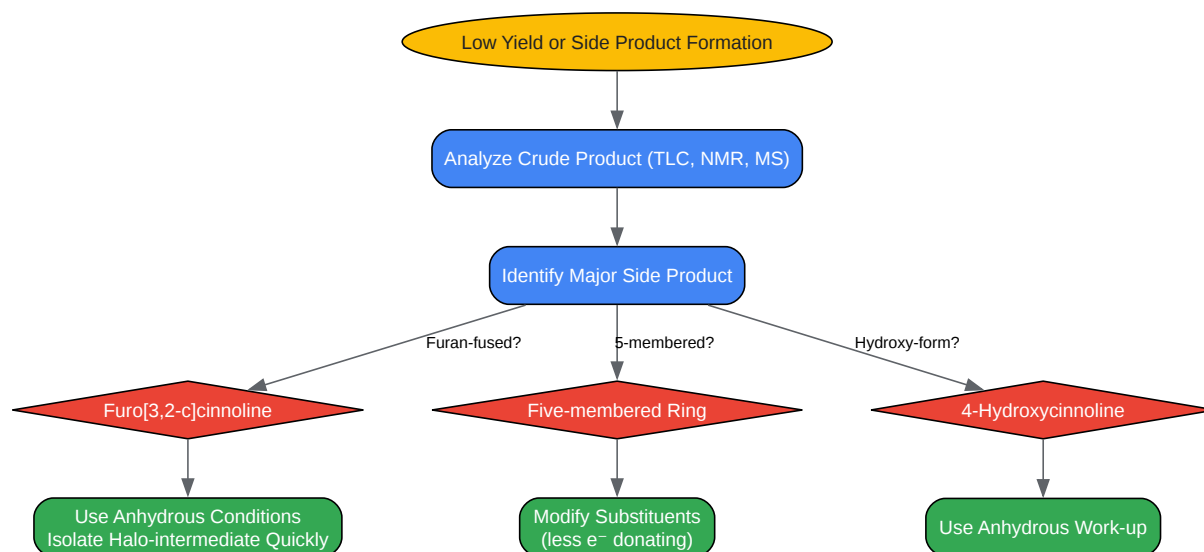 Low Yield or Side Product Formation
Analyze Crude Product (TLC, NMR, MS)
Identify Major Side Product
Furan-fused?
5-membered?
Hydroxy-form?
Furo[3,2-c]cinnoline
Five-membered Ring
4-Hydroxycinnoline
Use Anhydrous Conditions
Isolate Halo-intermediate Quickly
Modify Substituents
(less e⁻ donating)
Use Anhydrous Work-up